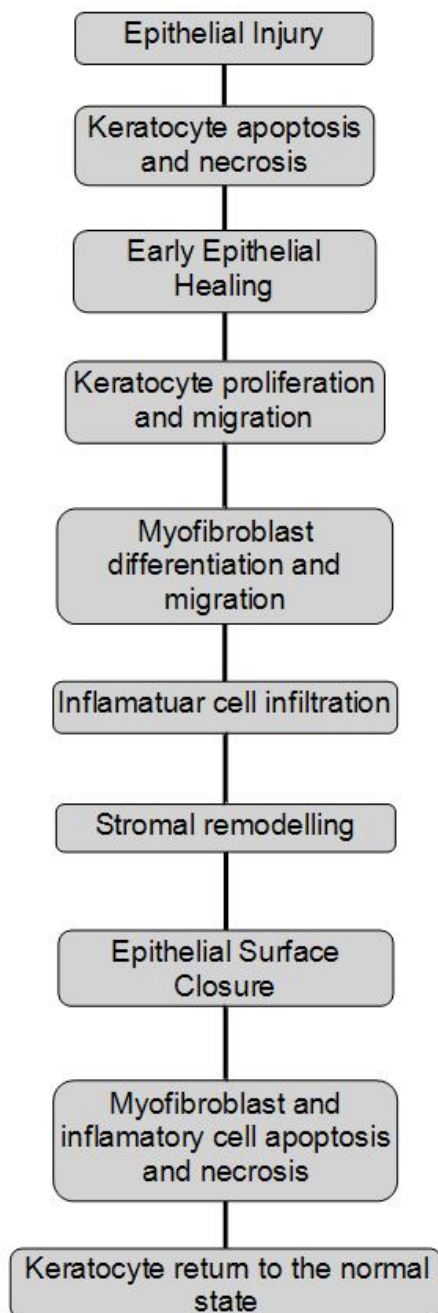 Epithelial Injury
Keratocyte apoptosis
and necrosis
Early Epithelial
Healing
Keratocyte proliferation
and migration
Myofibroblast
differentiation and
migration
Inflamatuar cell infiltration
Stromal remodelling
Epithelial Surface
Closure
Myofibroblast and
inflamatory cell apoptosis
and necrosis
Keratocyte return to the normal
state